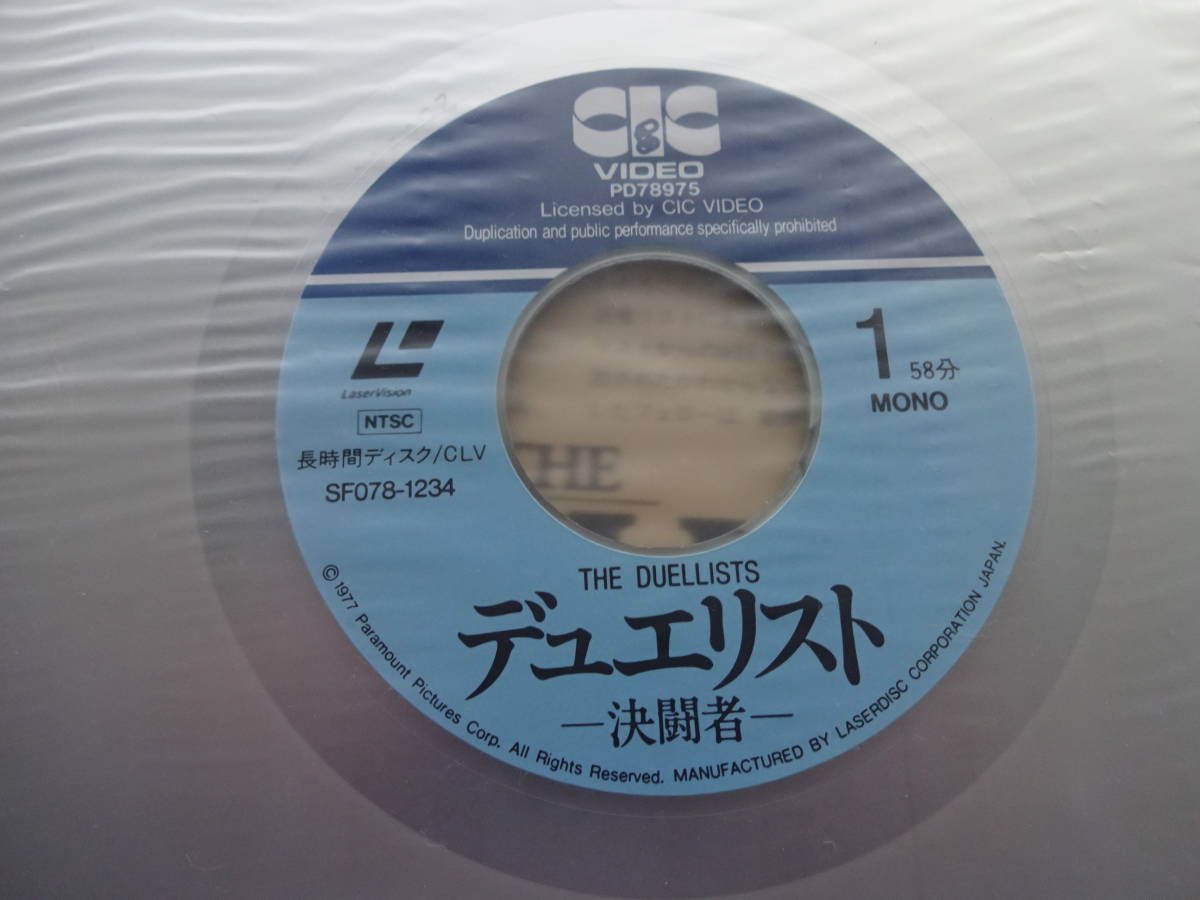 CIC
VIDEO
PD78975
Licensed by CIC VIDEO
Duplication and public performance specifically prohibited
LaserVision
NTSC
長時間ディスク/CLV
SF078-1234
1 58分
MONO
THE
THE DUELLISTS
デュエリスト
—決闘者—
© 1977 Paramount Pictures Corp. All Rights Reserved. MANUFACTURED BY LASERDISC CORPORATION JAPAN.